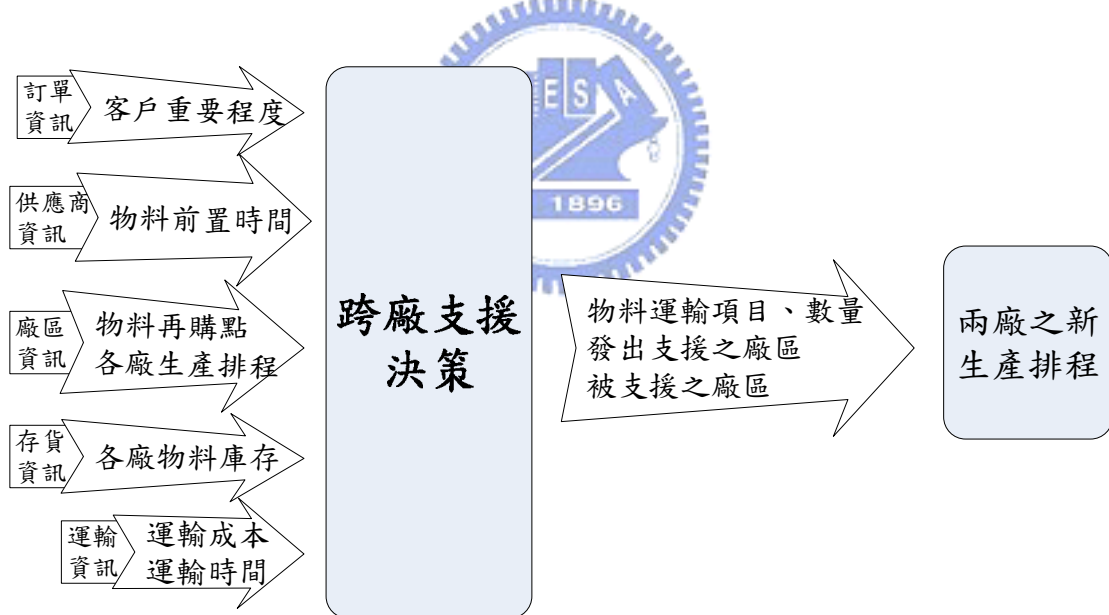 訂單
資訊
客戶重要程度
供應商
資訊
物料前置時間
廠區
資訊
物料再購點
各廠生產排程
存貨
資訊
各廠物料庫存
運輸
資訊
運輸成本
運輸時間
跨廠支援
決策
E S A
1896
物料運輸項目、數量
發出支援之廠區
被支援之廠區
兩廠之新
生產排程